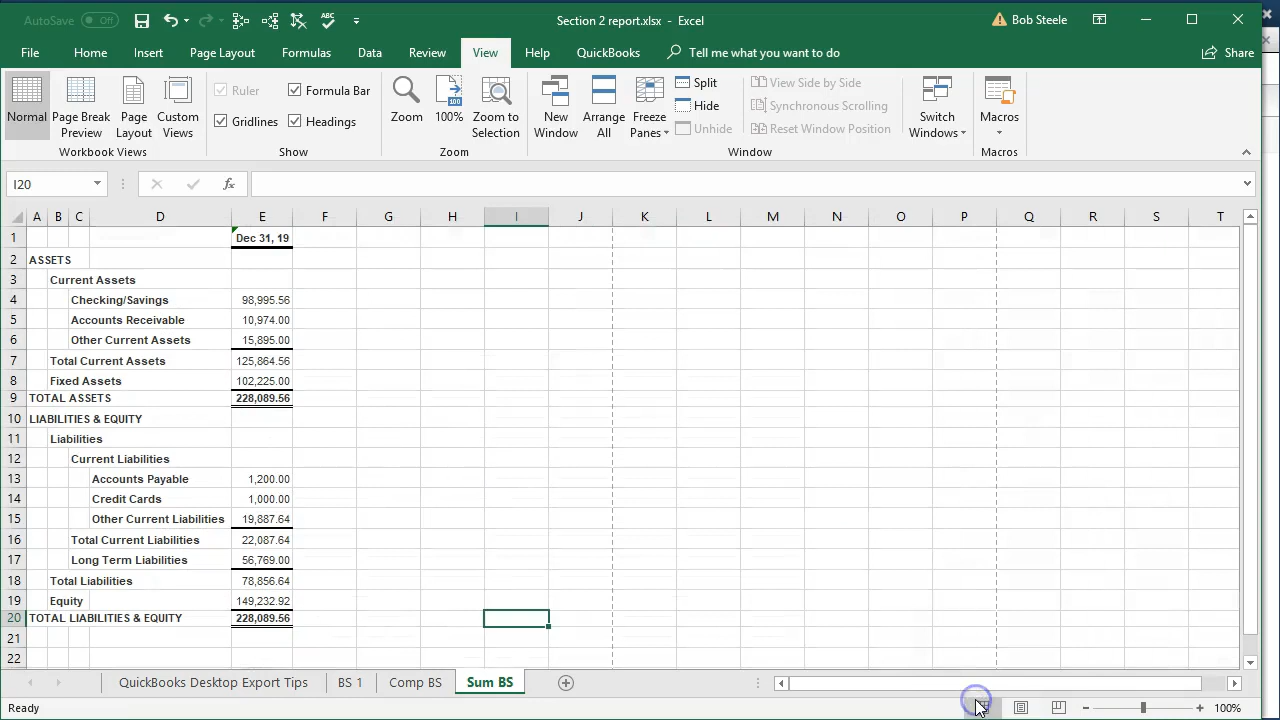 AutoSave Off Section 2 report.xlsx - Excel Bob Steele
File Home Insert Page Layout Formulas Data Review View Help QuickBooks Tell me what you want to do Share
Normal Page Break Preview Page Layout Custom Views
Workbook Views
Ruler Formula Bar
Gridlines Headings
Show
Zoom 100% Zoom to Selection
Zoom
New Window Arrange All Freeze Panes
Split
Hide
Unhide
View Side by Side
Synchronous Scrolling
Reset Window Position
Switch Windows
Window
Macros
Macros
I20 fx
A B C D E F G H I J K L M N O P Q R S T
1 Dec 31, 19
2 ASSETS
3 Current Assets
4 Checking/Savings 98,995.56
5 Accounts Receivable 10,974.00
6 Other Current Assets 15,895.00
7 Total Current Assets 125,864.56
8 Fixed Assets 102,225.00
9 TOTAL ASSETS 228,089.56
10 LIABILITIES & EQUITY
11 Liabilities
12 Current Liabilities
13 Accounts Payable 1,200.00
14 Credit Cards 1,000.00
15 Other Current Liabilities 19,887.64
16 Total Current Liabilities 22,087.64
17 Long Term Liabilities 56,769.00
18 Total Liabilities 78,856.64
19 Equity 149,232.92
20 TOTAL LIABILITIES & EQUITY 228,089.56
21
22
QuickBooks Desktop Export Tips BS 1 Comp BS Sum BS
Ready 100%